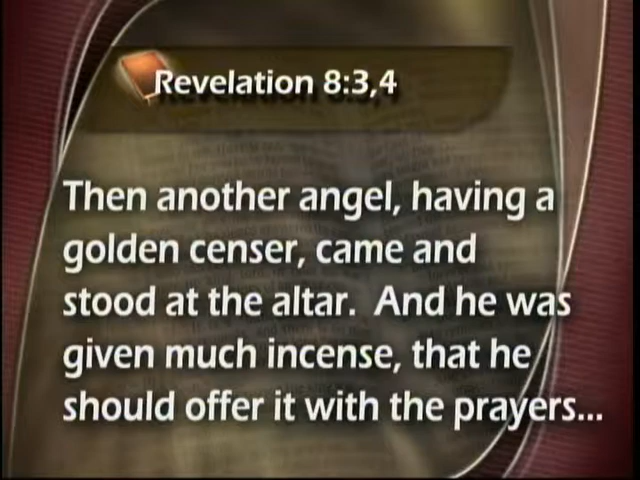 Revelation 8:3,4
Then another angel, having a
golden censer, came and
stood at the altar.  And he was
given much incense, that he
should offer it with the prayers...